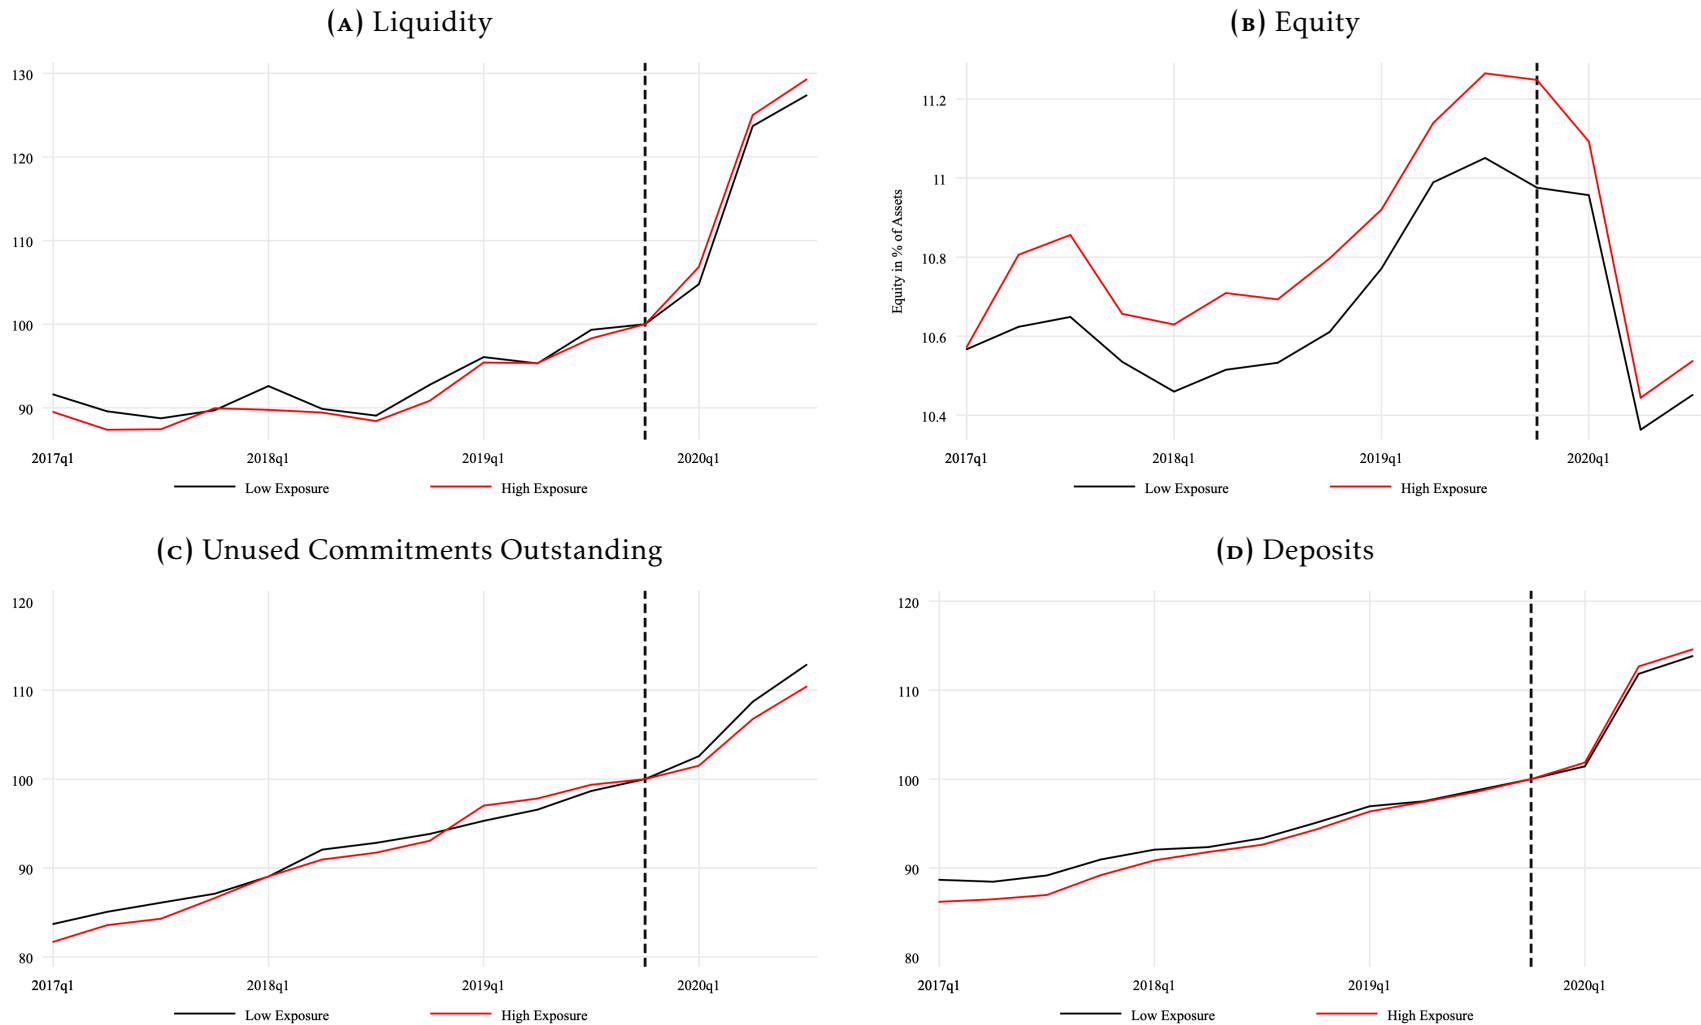 (A) Liquidity
130
120
110
100
90
2017q1 2018q1 2019q1 2020q1
Low Exposure High Exposure
(B) Equity
Equity in % of Assets
11.2
11
10.8
10.6
10.4
2017q1 2018q1 2019q1 2020q1
Low Exposure High Exposure
(C) Unused Commitments Outstanding
120
110
100
90
80
2017q1 2018q1 2019q1 2020q1
Low Exposure High Exposure
(D) Deposits
120
110
100
90
80
2017q1 2018q1 2019q1 2020q1
Low Exposure High Exposure